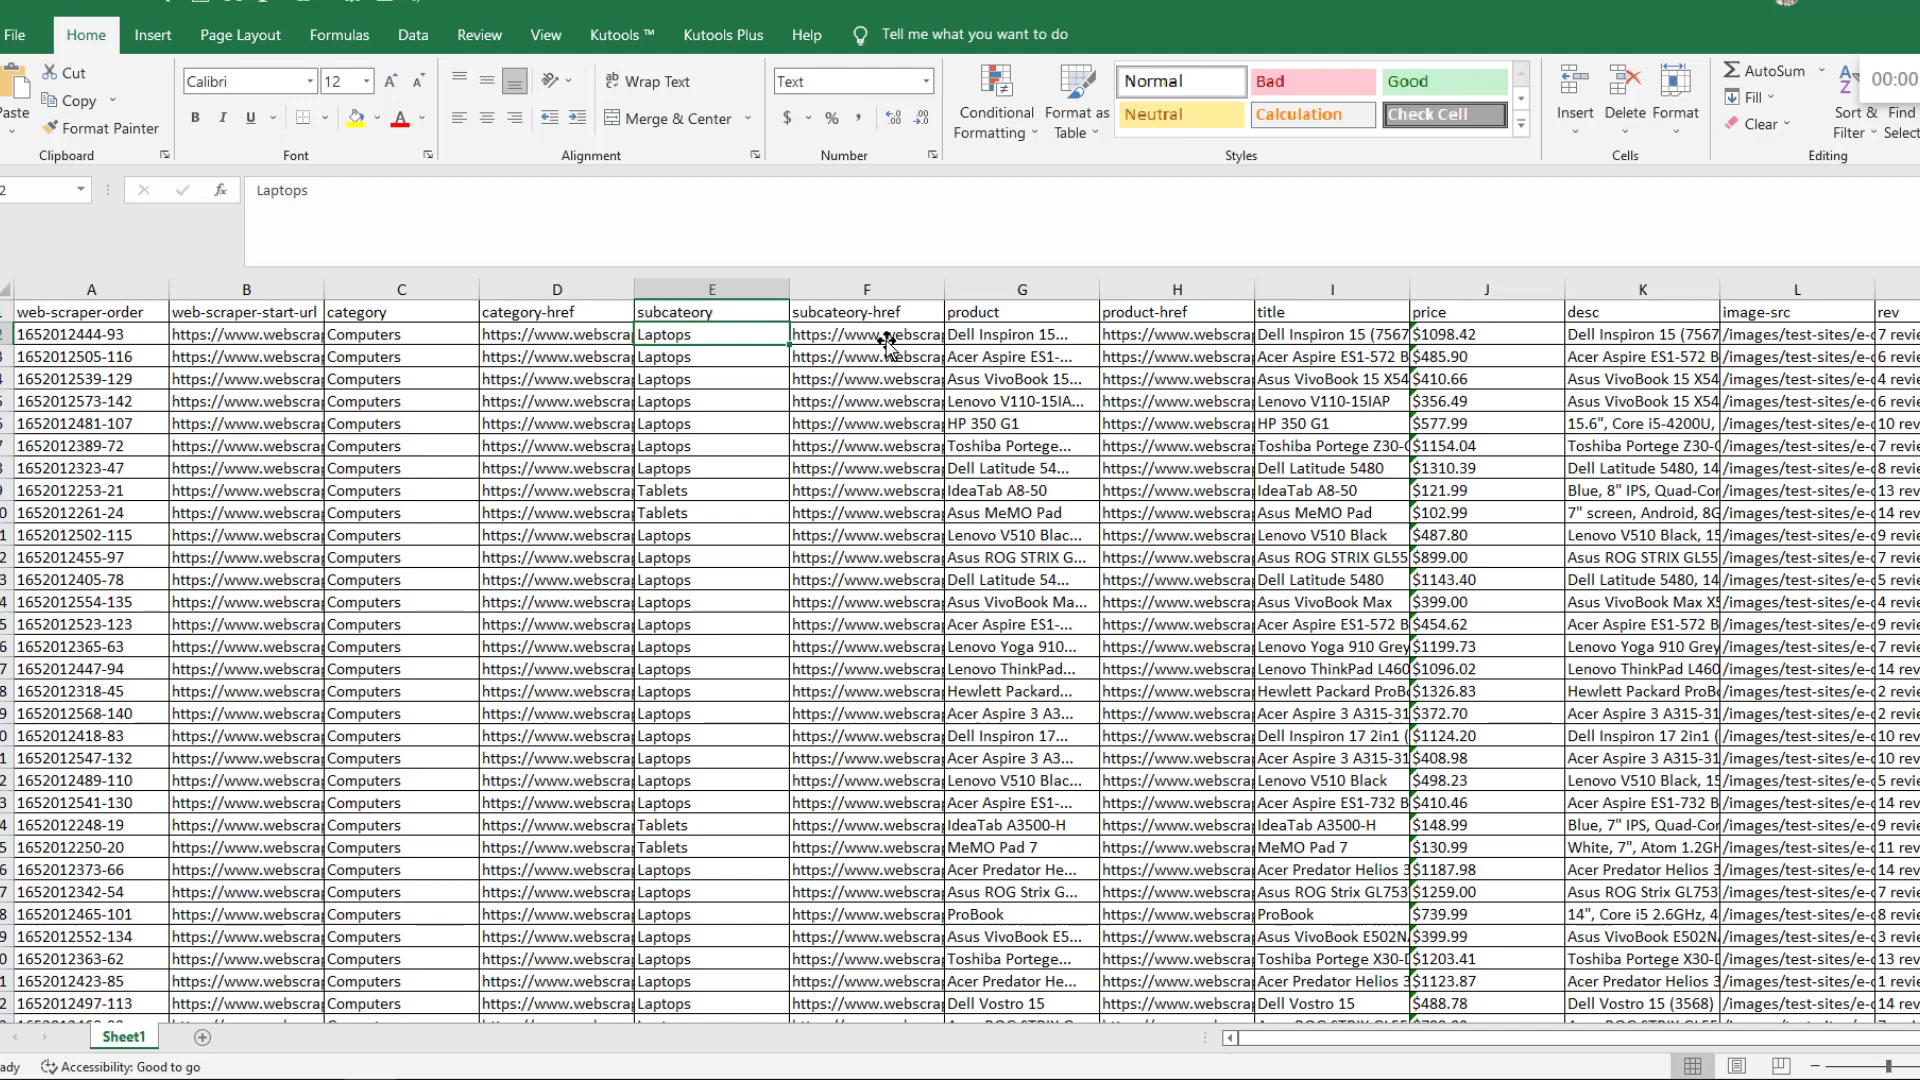 File Home Insert Page Layout Formulas Data Review View Kutools ™ Kutools Plus Help Tell me what you want to do
Cut Calibri 12 Wrap Text Text Normal Bad Good AutoSum 00:00
Copy Conditional Format as Insert Delete Format Fill Sort & Find
Format Painter B I U A Merge & Center $ % Formatting Table Neutral Calculation Check Cell Clear Filter Select
Clipboard Font Alignment Number Styles Cells Editing
2 fx Laptops
A B C D E F G H I J K L
web-scraper-order web-scraper-start-url category category-href subcateory subcateory-href product product-href title price desc image-src rev
1652012444-93 https://www.webscra Computers https://www.webscra Laptops https://www.webscra Dell Inspiron 15... https://www.webscra Dell Inspiron 15 (7567 $1098.42 Dell Inspiron 15 (7567 /images/test-sites/e-c 7 revie
1652012505-116 https://www.webscra Computers https://www.webscra Laptops https://www.webscra Acer Aspire ES1-... https://www.webscra Acer Aspire ES1-572 B $485.90 Acer Aspire ES1-572 B /images/test-sites/e-c 6 revie
1652012539-129 https://www.webscra Computers https://www.webscra Laptops https://www.webscra Asus VivoBook 15... https://www.webscra Asus VivoBook 15 X54 $410.66 Asus VivoBook 15 X54 /images/test-sites/e-c 4 revie
1652012573-142 https://www.webscra Computers https://www.webscra Laptops https://www.webscra Lenovo V110-15IA... https://www.webscra Lenovo V110-15IAP $356.49 Asus VivoBook 15 X54 /images/test-sites/e-c 6 revie
1652012481-107 https://www.webscra Computers https://www.webscra Laptops https://www.webscra HP 350 G1 https://www.webscra HP 350 G1 $577.99 15.6", Core i5-4200U, /images/test-sites/e-c 10 revie
1652012389-72 https://www.webscra Computers https://www.webscra Laptops https://www.webscra Toshiba Portege... https://www.webscra Toshiba Portege Z30-C $1154.04 Toshiba Portege Z30-C /images/test-sites/e-c 7 revie
1652012323-47 https://www.webscra Computers https://www.webscra Laptops https://www.webscra Dell Latitude 54... https://www.webscra Dell Latitude 5480 $1310.39 Dell Latitude 5480, 14 /images/test-sites/e-c 8 revie
1652012253-21 https://www.webscra Computers https://www.webscra Tablets https://www.webscra IdeaTab A8-50 https://www.webscra IdeaTab A8-50 $121.99 Blue, 8" IPS, Quad-Cor /images/test-sites/e-c 13 rev
1652012261-24 https://www.webscra Computers https://www.webscra Tablets https://www.webscra Asus MeMO Pad https://www.webscra Asus MeMO Pad $102.99 7" screen, Android, 8G /images/test-sites/e-c 14 rev
1652012502-115 https://www.webscra Computers https://www.webscra Laptops https://www.webscra Lenovo V510 Blac... https://www.webscra Lenovo V510 Black $487.80 Lenovo V510 Black, 15 /images/test-sites/e-c 9 revie
1652012455-97 https://www.webscra Computers https://www.webscra Laptops https://www.webscra Asus ROG STRIX G... https://www.webscra Asus ROG STRIX GL55 $899.00 Asus ROG STRIX GL55 /images/test-sites/e-c 7 revie
1652012405-78 https://www.webscra Computers https://www.webscra Laptops https://www.webscra Dell Latitude 54... https://www.webscra Dell Latitude 5480 $1143.40 Dell Latitude 5480, 14 /images/test-sites/e-c 5 revie
1652012554-135 https://www.webscra Computers https://www.webscra Laptops https://www.webscra Asus VivoBook Ma... https://www.webscra Asus VivoBook Max $399.00 Asus VivoBook Max X5 /images/test-sites/e-c 4 revie
1652012523-123 https://www.webscra Computers https://www.webscra Laptops https://www.webscra Acer Aspire ES1-... https://www.webscra Acer Aspire ES1-572 B $454.62 Acer Aspire ES1-572 B /images/test-sites/e-c 9 revie
1652012365-63 https://www.webscra Computers https://www.webscra Laptops https://www.webscra Lenovo Yoga 910... https://www.webscra Lenovo Yoga 910 Grey $1199.73 Lenovo Yoga 910 Grey /images/test-sites/e-c 7 revie
1652012447-94 https://www.webscra Computers https://www.webscra Laptops https://www.webscra Lenovo ThinkPad... https://www.webscra Lenovo ThinkPad L460 $1096.02 Lenovo ThinkPad L460 /images/test-sites/e-c 14 rev
1652012318-45 https://www.webscra Computers https://www.webscra Laptops https://www.webscra Hewlett Packard... https://www.webscra Hewlett Packard ProB $1326.83 Hewlett Packard ProB /images/test-sites/e-c 2 revie
1652012568-140 https://www.webscra Computers https://www.webscra Laptops https://www.webscra Acer Aspire 3 A3... https://www.webscra Acer Aspire 3 A315-31 $372.70 Acer Aspire 3 A315-31 /images/test-sites/e-c 2 revie
1652012418-83 https://www.webscra Computers https://www.webscra Laptops https://www.webscra Dell Inspiron 17... https://www.webscra Dell Inspiron 17 2in1 ( $1124.20 Dell Inspiron 17 2in1 ( /images/test-sites/e-c 10 rev
1652012547-132 https://www.webscra Computers https://www.webscra Laptops https://www.webscra Acer Aspire 3 A3... https://www.webscra Acer Aspire 3 A315-31 $408.98 Acer Aspire 3 A315-31 /images/test-sites/e-c 10 rev
1652012489-110 https://www.webscra Computers https://www.webscra Laptops https://www.webscra Lenovo V510 Blac... https://www.webscra Lenovo V510 Black $498.23 Lenovo V510 Black, 15 /images/test-sites/e-c 5 revie
1652012541-130 https://www.webscra Computers https://www.webscra Laptops https://www.webscra Acer Aspire ES1-... https://www.webscra Acer Aspire ES1-732 B $410.46 Acer Aspire ES1-732 B /images/test-sites/e-c 14 rev
1652012248-19 https://www.webscra Computers https://www.webscra Tablets https://www.webscra IdeaTab A3500-H https://www.webscra IdeaTab A3500-H $148.99 Blue, 7" IPS, Quad-Cor /images/test-sites/e-c 9 revie
1652012250-20 https://www.webscra Computers https://www.webscra Tablets https://www.webscra MeMO Pad 7 https://www.webscra MeMO Pad 7 $130.99 White, 7", Atom 1.2GH /images/test-sites/e-c 11 rev
1652012373-66 https://www.webscra Computers https://www.webscra Laptops https://www.webscra Acer Predator He... https://www.webscra Acer Predator Helios 3 $1187.98 Acer Predator Helios 3 /images/test-sites/e-c 14 rev
1652012342-54 https://www.webscra Computers https://www.webscra Laptops https://www.webscra Asus ROG Strix G... https://www.webscra Asus ROG Strix GL753 $1259.00 Asus ROG Strix GL753 /images/test-sites/e-c 7 revie
1652012465-101 https://www.webscra Computers https://www.webscra Laptops https://www.webscra ProBook https://www.webscra ProBook $739.99 14", Core i5 2.6GHz, 4 /images/test-sites/e-c 8 revie
1652012552-134 https://www.webscra Computers https://www.webscra Laptops https://www.webscra Asus VivoBook E5... https://www.webscra Asus VivoBook E502N $399.99 Asus VivoBook E502N /images/test-sites/e-c 3 revie
1652012363-62 https://www.webscra Computers https://www.webscra Laptops https://www.webscra Toshiba Portege... https://www.webscra Toshiba Portege X30-D $1203.41 Toshiba Portege X30-D /images/test-sites/e-c 13 rev
1652012423-85 https://www.webscra Computers https://www.webscra Laptops https://www.webscra Acer Predator He... https://www.webscra Acer Predator Helios 3 $1123.87 Acer Predator Helios 3 /images/test-sites/e-c 1 revie
1652012497-113 https://www.webscra Computers https://www.webscra Laptops https://www.webscra Dell Vostro 15 https://www.webscra Dell Vostro 15 $488.78 Dell Vostro 15 (3568) /images/test-sites/e-c 14 rev
Sheet1
ady Accessibility: Good to go